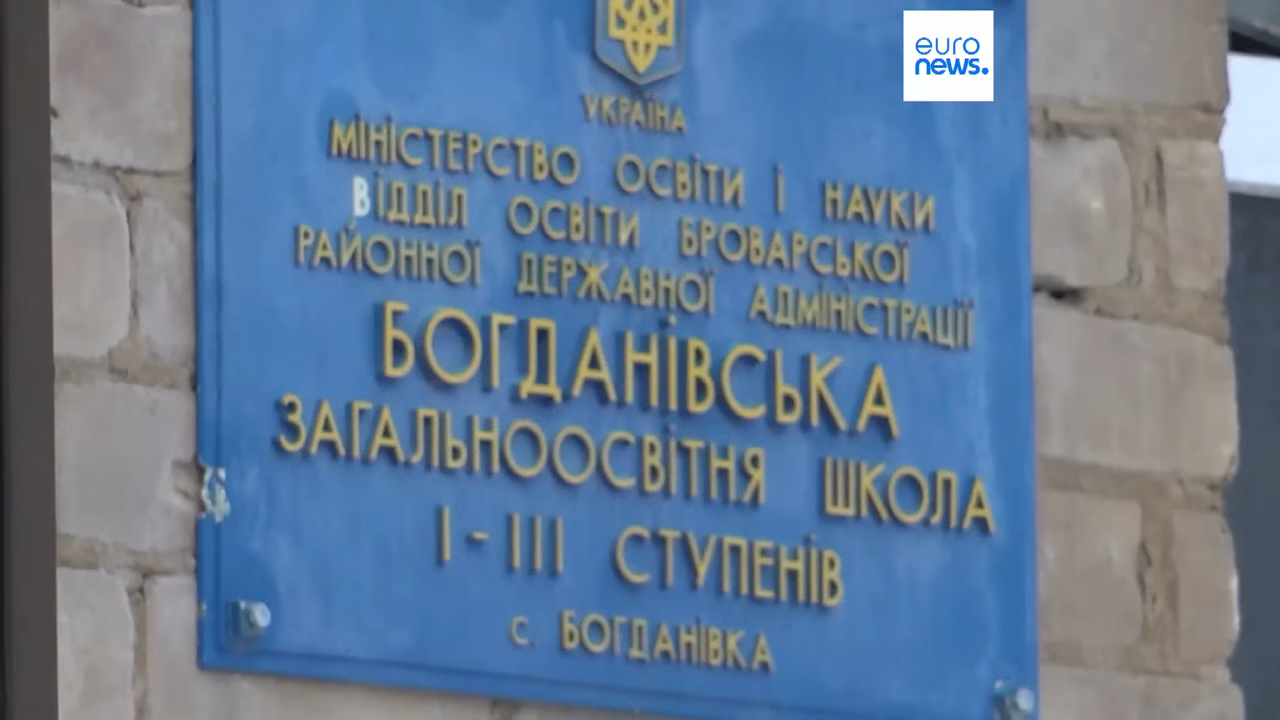 euro
news.
УКРАЇНА
МІНІСТЕРСТВО ОСВІТИ І НАУКИ
ВІДДІЛ ОСВІТИ БРОВАРСЬКОЇ
РАЙОННОЇ ДЕРЖАВНОЇ АДМІНІСТРАЦІЇ
БОГДАНІВСЬКА
ЗАГАЛЬНООСВІТНЯ ШКОЛА
І-ІІІ СТУПЕНІВ
с. БОГДАНІВКА